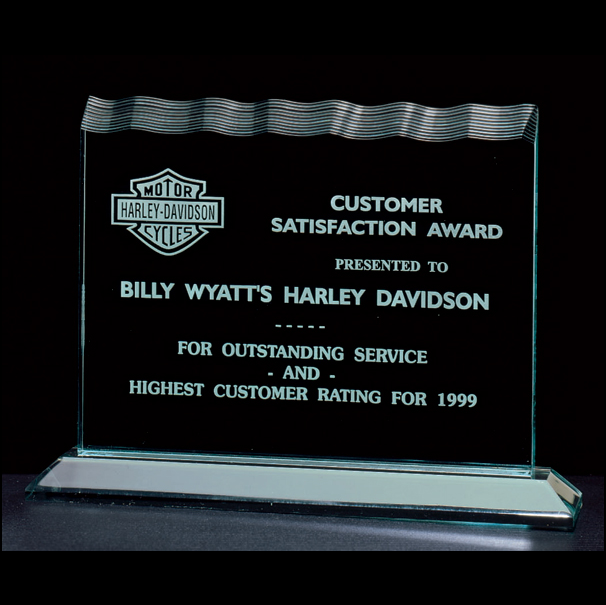 MOTOR
HARLEY-DAVIDSON
CYCLES
CUSTOMER
SATISFACTION AWARD
PRESENTED TO
BILLY WYATT'S HARLEY DAVIDSON
- - - - -
FOR OUTSTANDING SERVICE
- AND -
HIGHEST CUSTOMER RATING FOR 1999